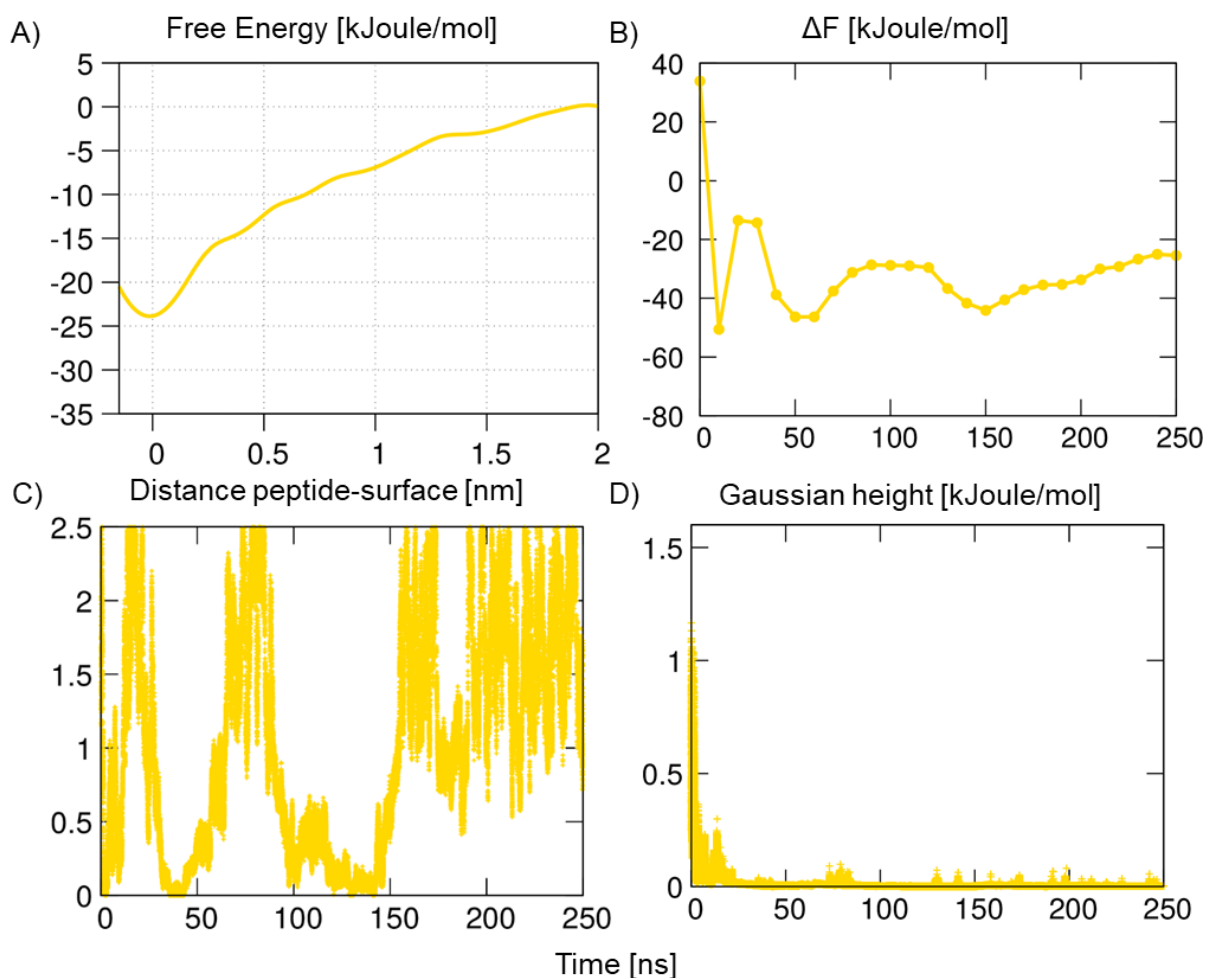 A) Free Energy [kJoule/mol]
B) ΔF [kJoule/mol]
5
0
-5
-10
-15
-20
-25
-30
-35
0 0.5 1 1.5 2
40
20
0
-20
-40
-60
-80
0 50 100 150 200 250
C) Distance peptide-surface [nm]
D) Gaussian height [kJoule/mol]
2.5
2
1.5
1
0.5
0
0 50 100 150 200 250
1.5
1
0.5
0
0 50 100 150 200 250
Time [ns]